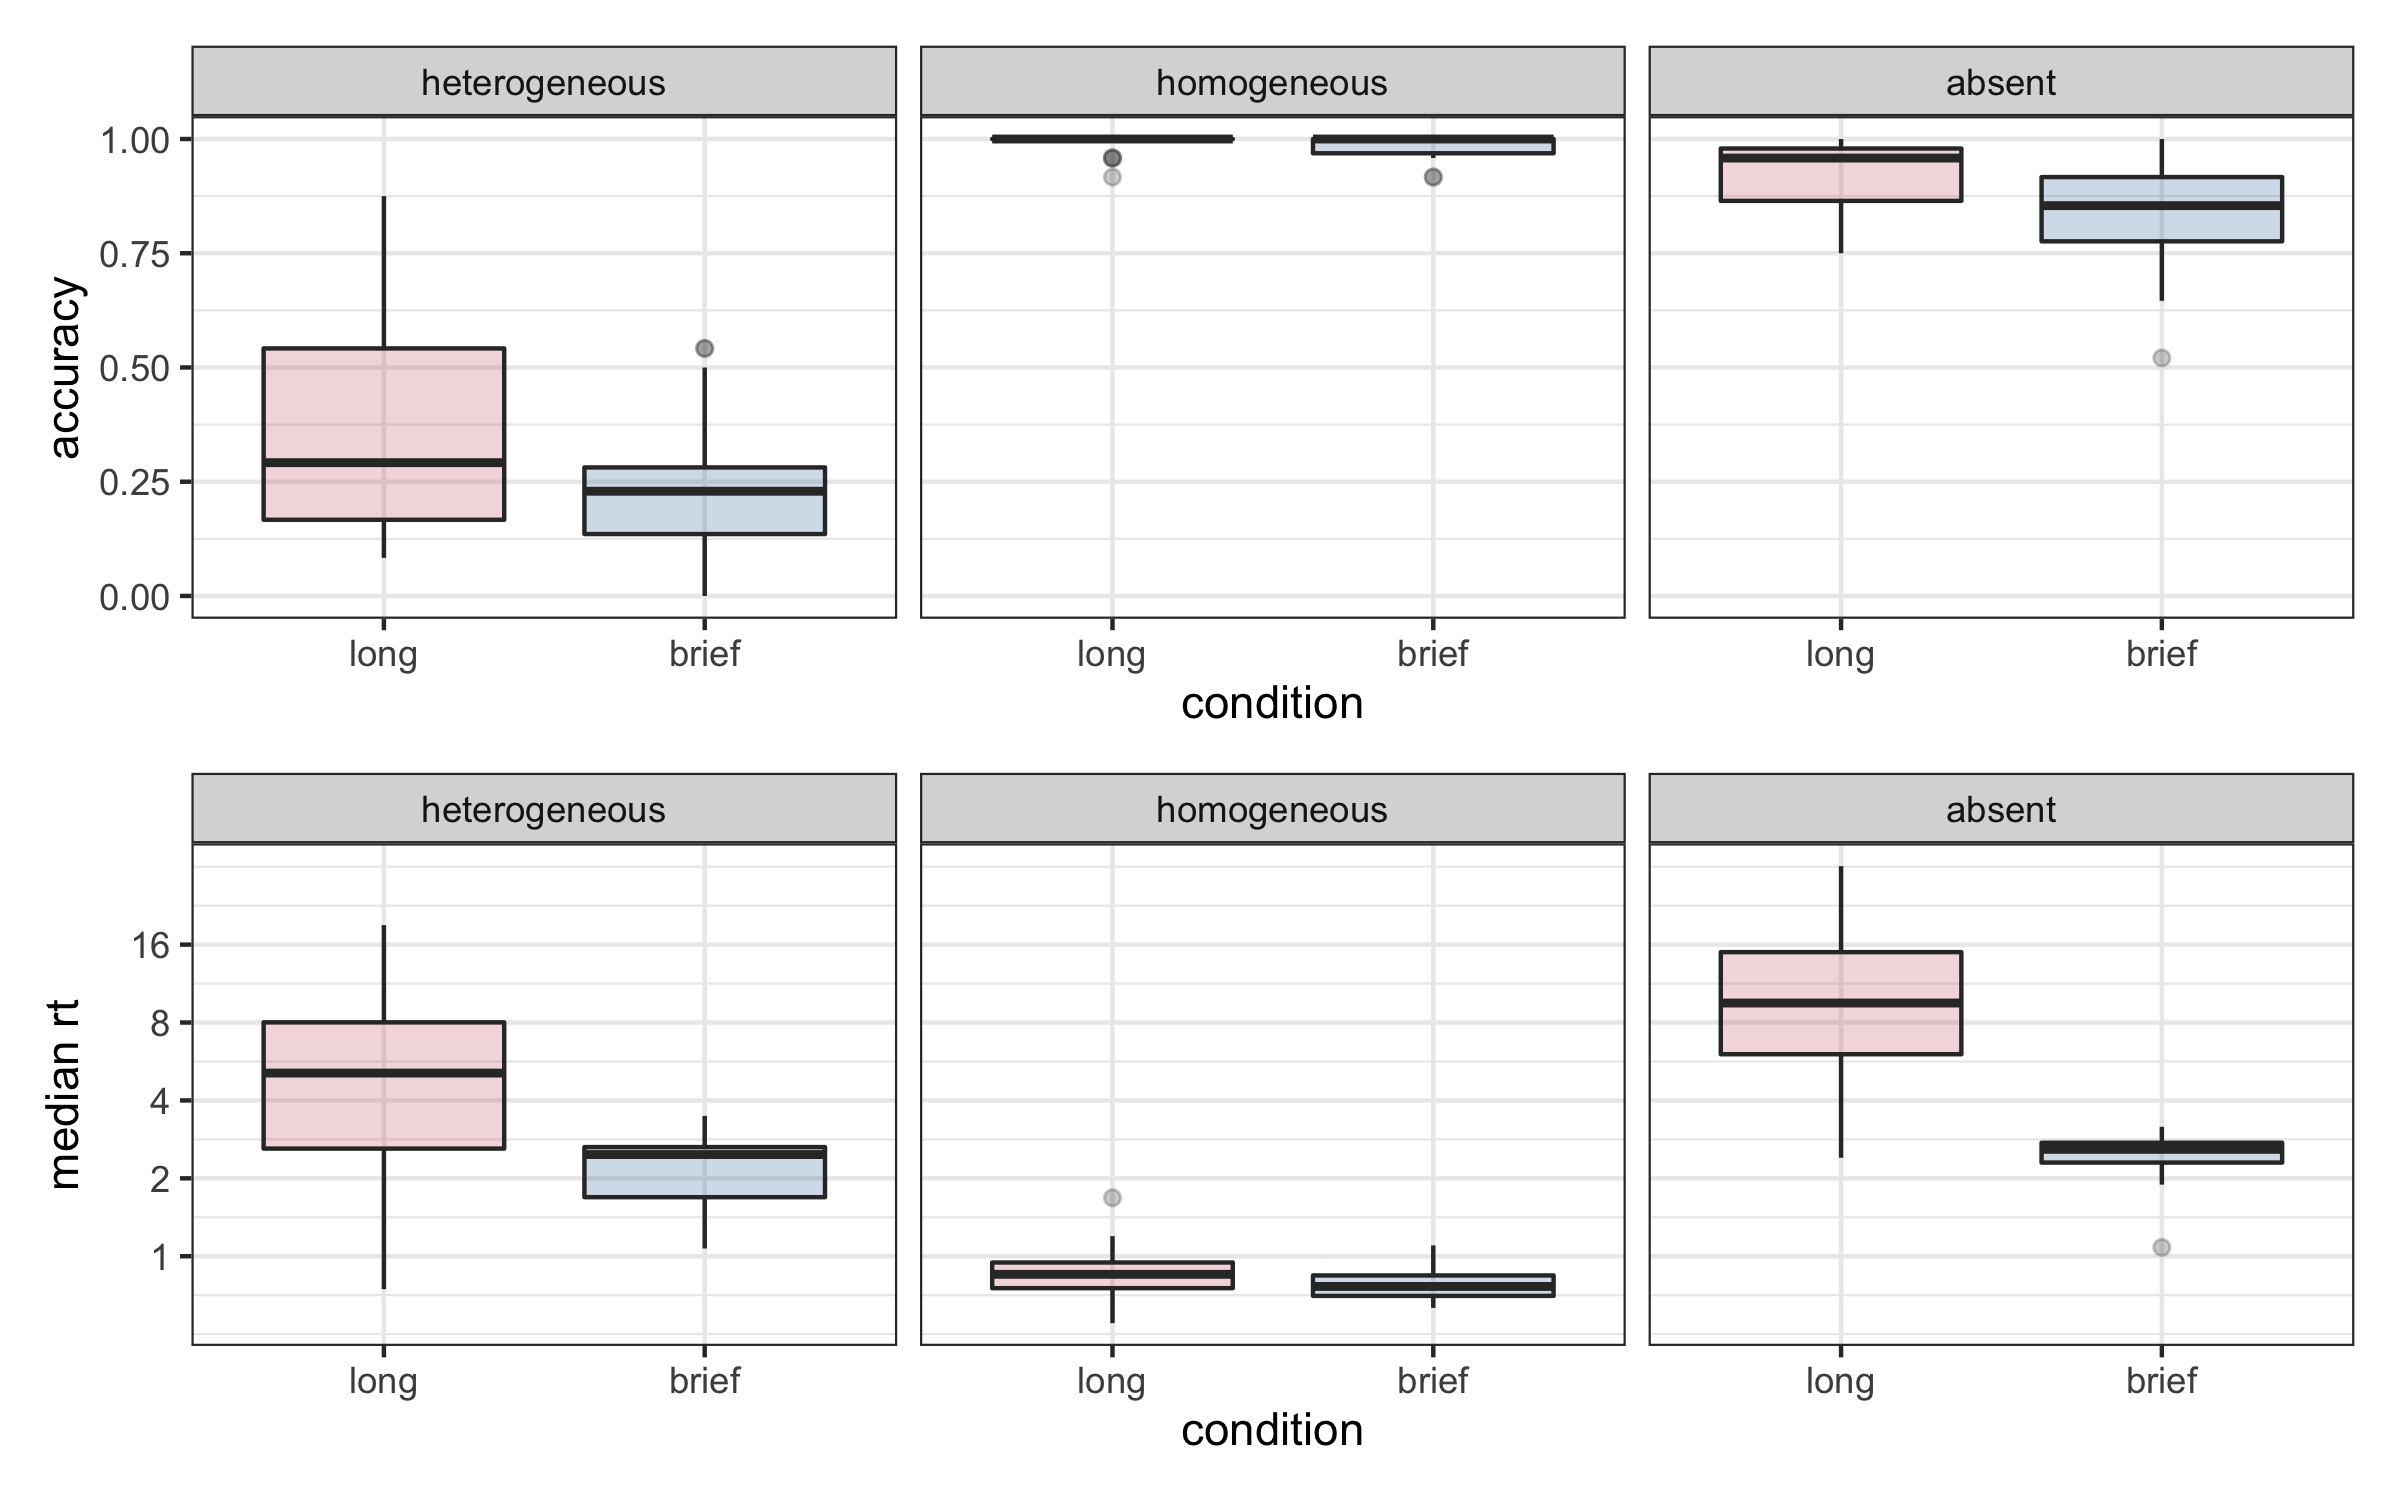 heterogeneous homogeneous absent
accuracy
1.00
0.75
0.50
0.25
0.00
long brief long brief long brief
condition
heterogeneous homogeneous absent
median rt
16
8
4
2
1
long brief long brief long brief
condition